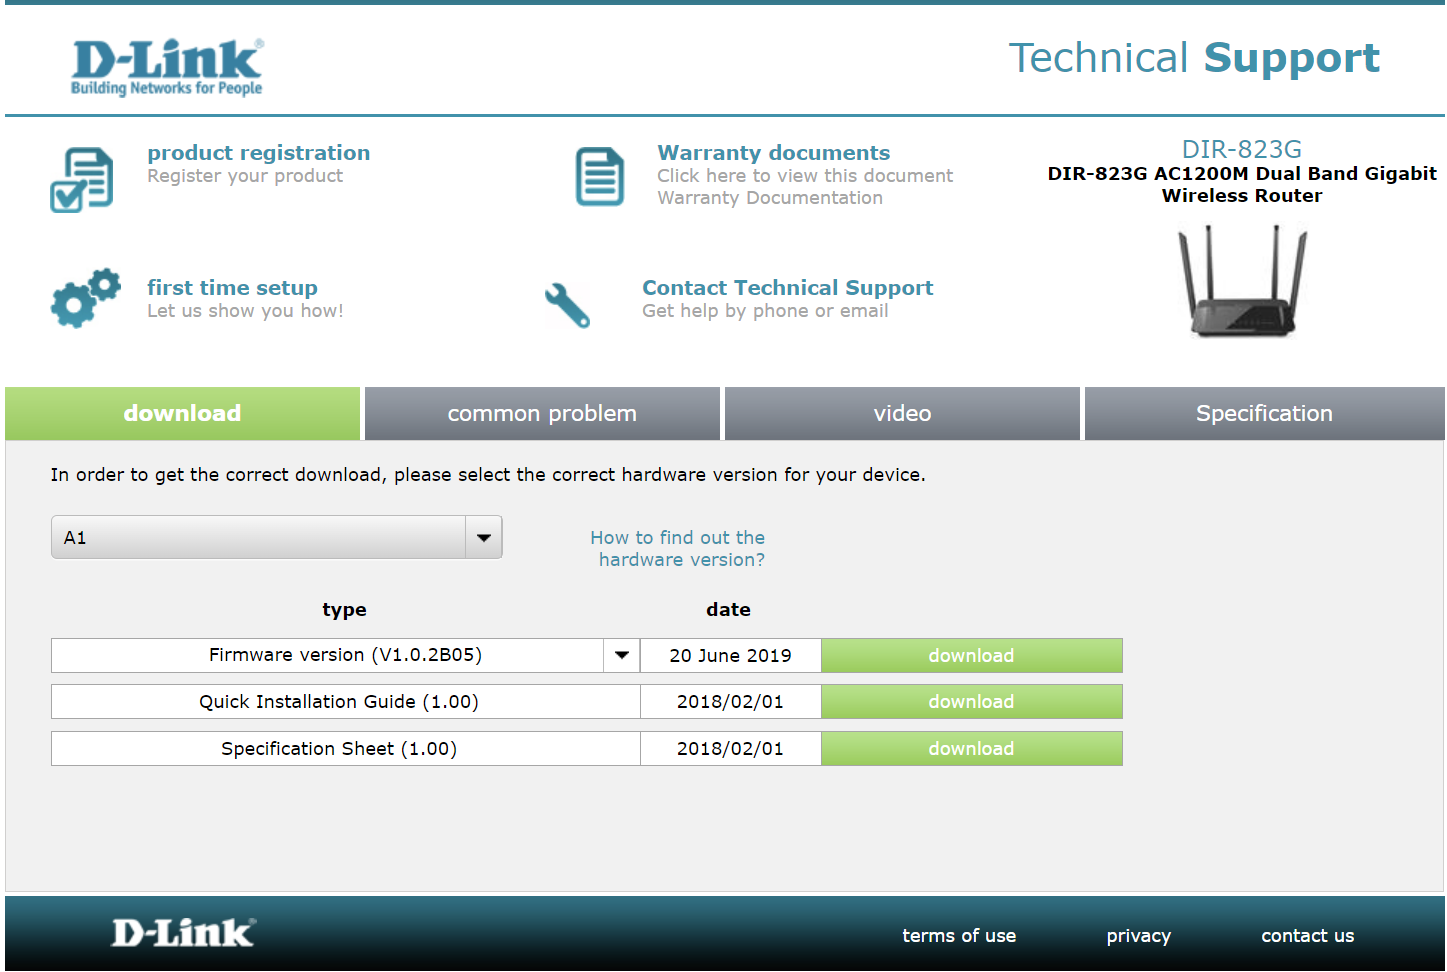 D-Link®
Building Networks for People
Technical Support
product registration
Register your product
Warranty documents
Click here to view this document
Warranty Documentation
DIR-823G
DIR-823G AC1200M Dual Band Gigabit
Wireless Router
first time setup
Let us show you how!
Contact Technical Support
Get help by phone or email
download
common problem
video
Specification
In order to get the correct download, please select the correct hardware version for your device.
A1
How to find out the
hardware version?
type
date
Firmware version (V1.0.2B05)
20 June 2019
download
Quick Installation Guide (1.00)
2018/02/01
download
Specification Sheet (1.00)
2018/02/01
download
D-Link®
terms of use
privacy
contact us